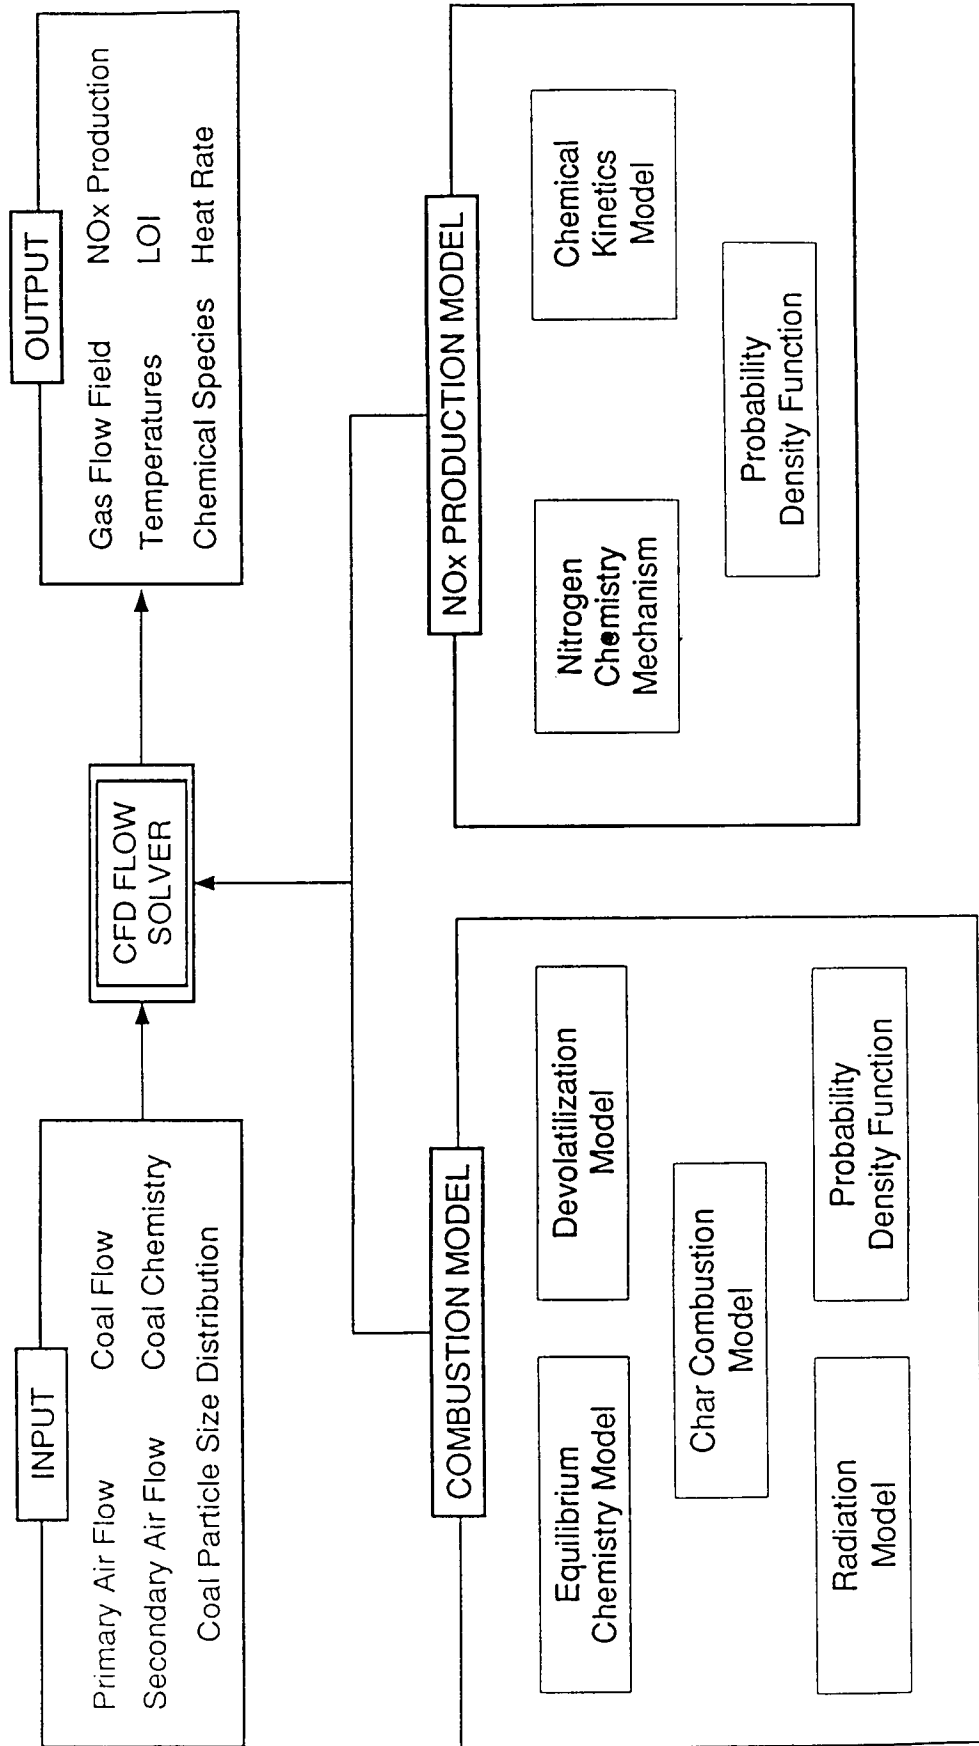 INPUT
Primary Air Flow Coal Flow
Secondary Air Flow Coal Chemistry
Coal Particle Size Distribution
CFD FLOW
SOLVER
OUTPUT
Gas Flow Field NOx Production
Temperatures LOI
Chemical Species Heat Rate
COMBUSTION MODEL
Equilibrium
Chemistry Model
Devolatilization
Model
Char Combustion
Model
Radiation
Model
Probability
Density Function
NOx PRODUCTION MODEL
Nitrogen
Chemistry
Mechanism
Chemical
Kinetics
Model
Probability
Density Function